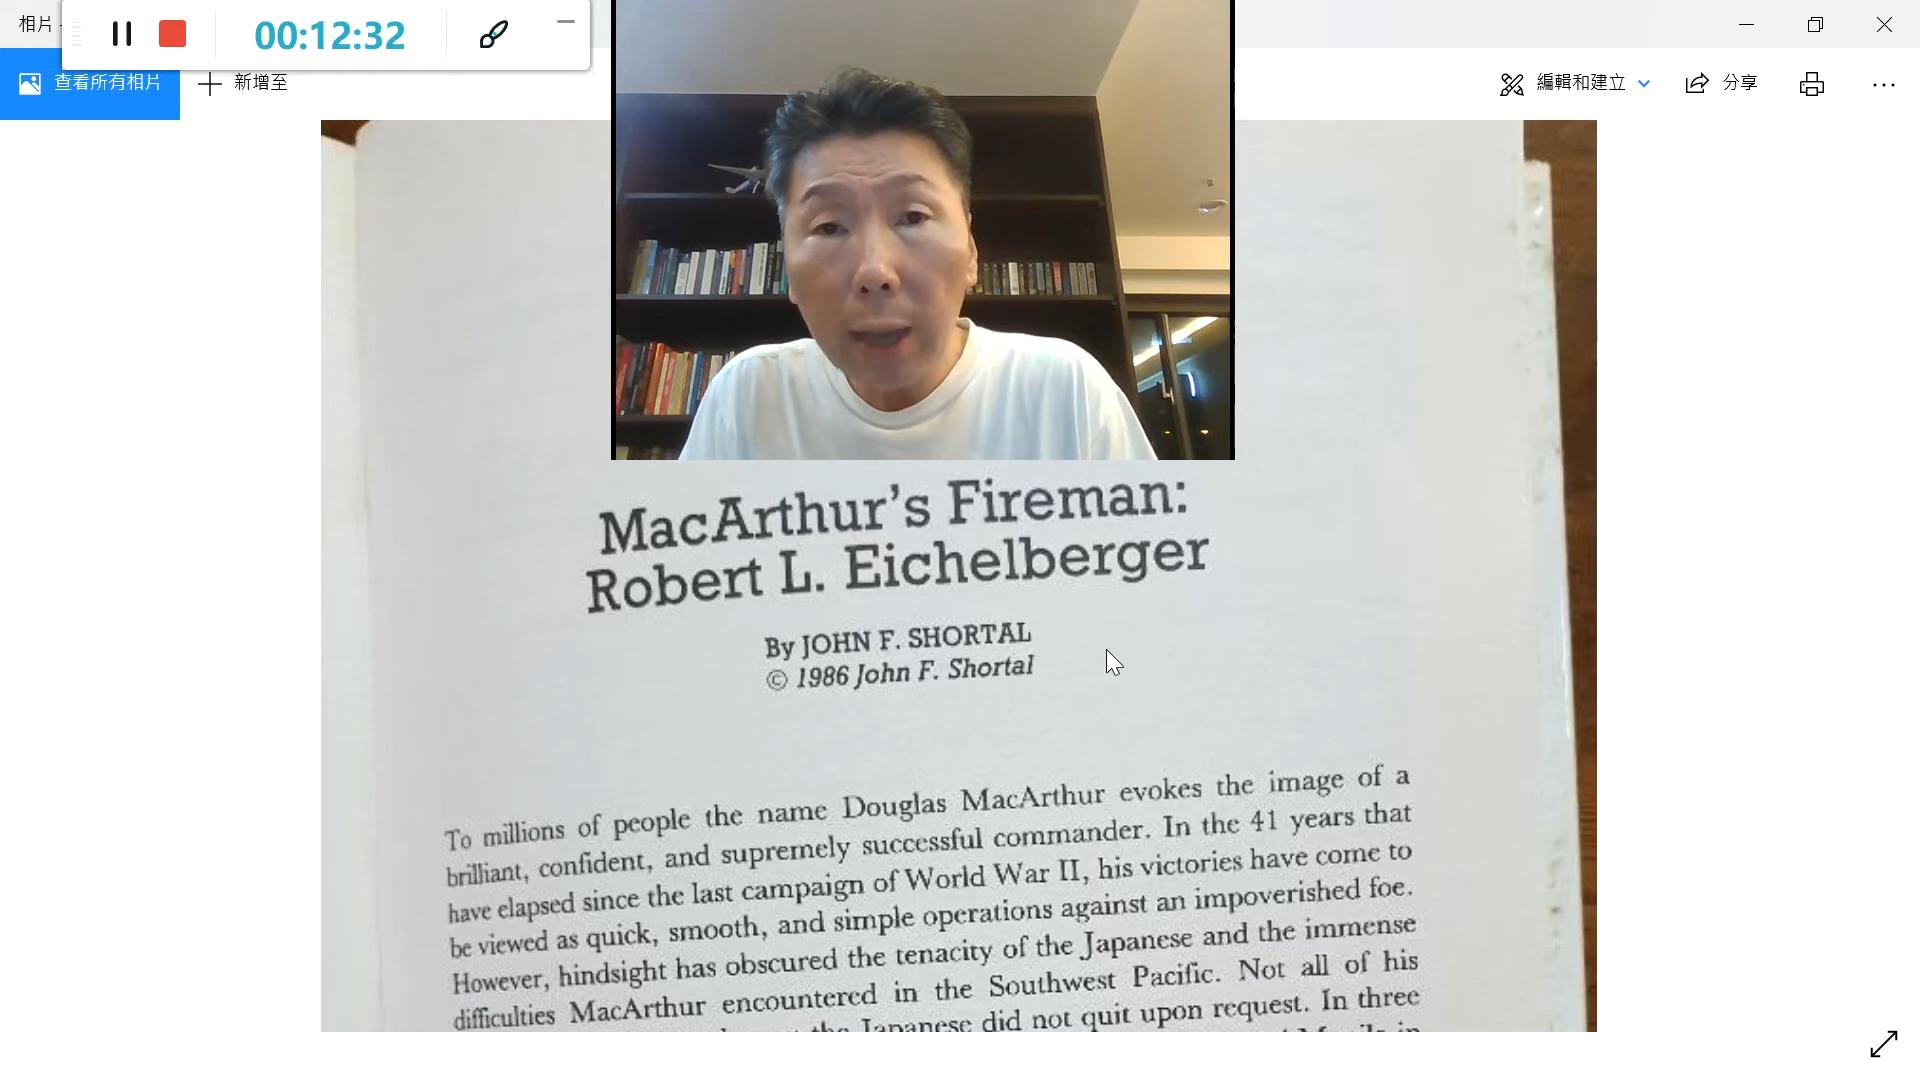 相片
00:12:32
查看所有相片
新增至
編輯和建立
分享
MacArthur's Fireman:
Robert L. Eichelberger
By JOHN F. SHORTAL
© 1986 John F. Shortal
To millions of people the name Douglas MacArthur evokes the image of a
brilliant, confident, and supremely successful commander. In the 41 years that
have elapsed since the last campaign of World War II, his victories have come to
be viewed as quick, smooth, and simple operations against an impoverished foe.
However, hindsight has obscured the tenacity of the Japanese and the immense
difficulties MacArthur encountered in the Southwest Pacific. Not all of his
the Japanese did not quit upon request. In three